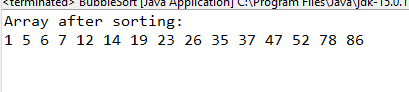 <terminated> BubbleSort [Java Application] C:\Program Files\Java\jdk-15.0.1
Array after sorting:
1 5 6 7 12 14 19 23 26 35 37 47 52 78 86